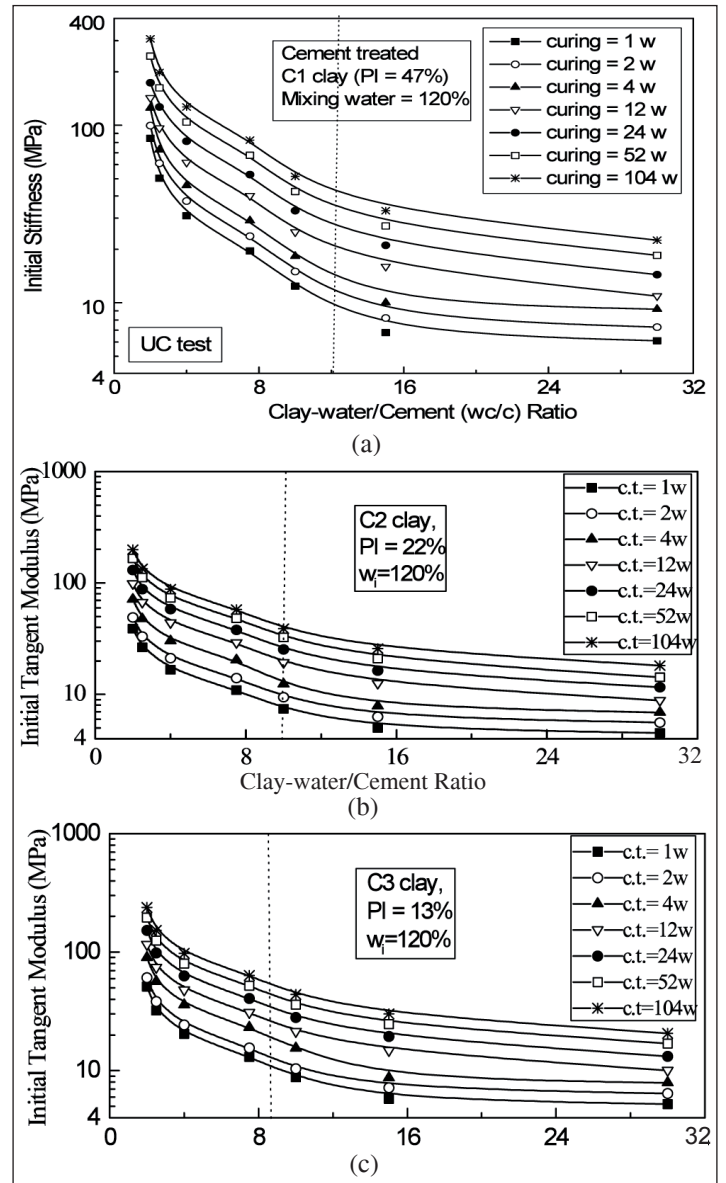 400
100
10
4
Initial Stiffness (MPa)
Cement treated
C1 clay (PI = 47%)
Mixing water = 120%
curing = 1 w
curing = 2 w
curing = 4 w
curing = 12 w
curing = 24 w
curing = 52 w
curing = 104 w
UC test
0 8 16 24 32
Clay-water/Cement (wc/c) Ratio
(a)
1000
100
10
4
Initial Tangent Modulus (MPa)
C2 clay,
PI = 22%
wi=120%
c.t.= 1w
c.t.= 2w
c.t.= 4w
c.t.=12w
c.t.=24w
c.t.=52w
c.t=104w
0 8 16 24 32
Clay-water/Cement Ratio
(b)
1000
100
10
4
Initial Tangent Modulus (MPa)
C3 clay,
PI = 13%
wi=120%
c.t.= 1w
c.t.= 2w
c.t.= 4w
c.t.=12w
c.t.=24w
c.t.=52w
c.t=104w
0 8 16 24 32
(c)